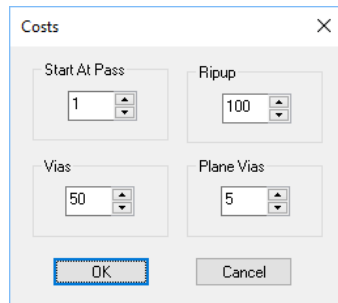 Costs
Start At Pass
Ripup
1
100
Vias
Plane Vias
50
5
OK
Cancel